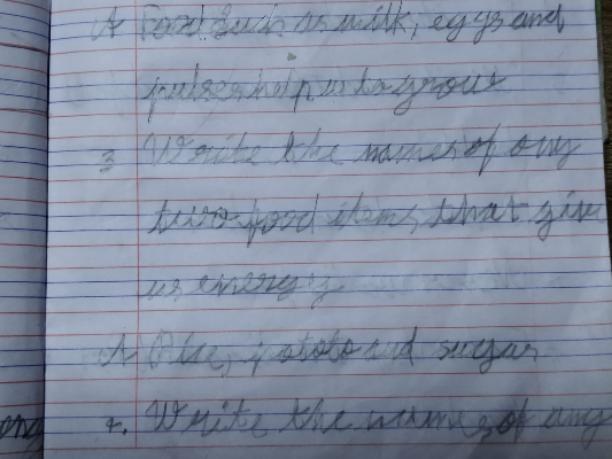 A Food such as milk, eggs and
pulses help us to grow
3 Write the names of any
two food items that give
us energy
A Rice, pototo and sugar
4. Write the names of any